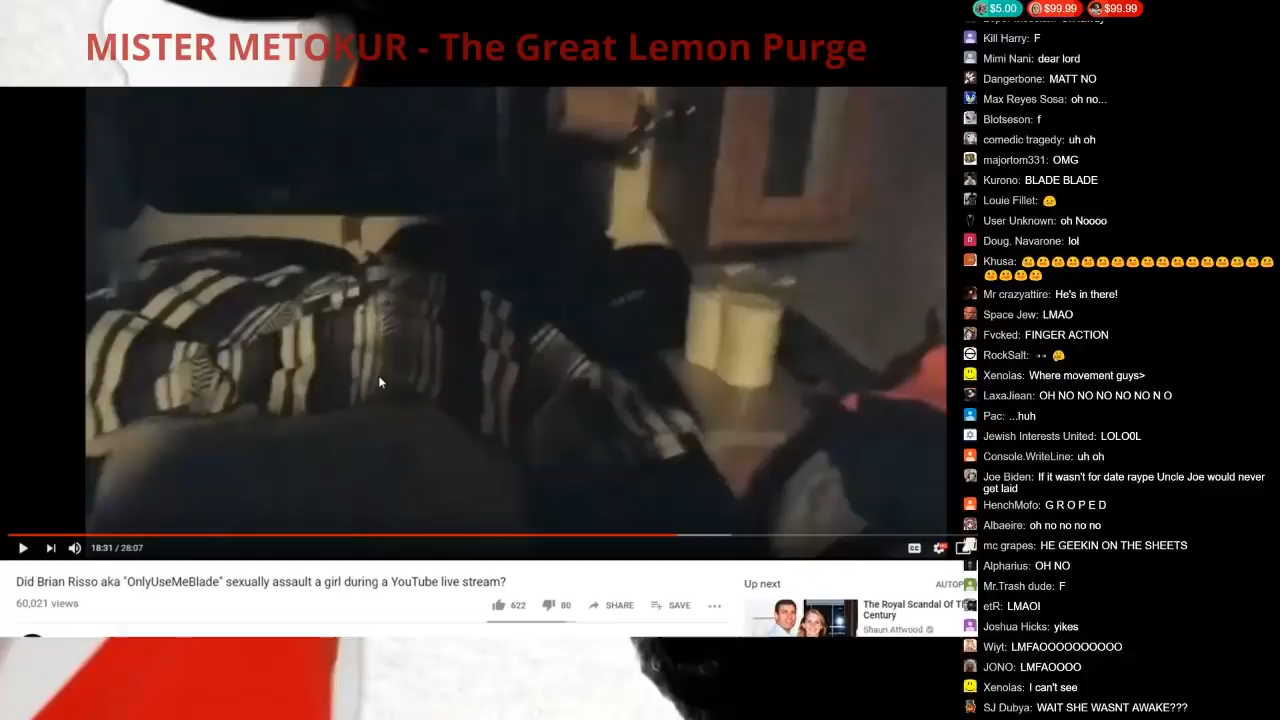 $5.00 $99.99 $99.99
MISTER METOKUR - The Great Lemon Purge
Kill Harry: F
Mimi Nani: dear lord
Dangerbone: MATT NO
Max Reyes Sosa: oh no...
Blotseson: f
comedic tragedy: uh oh
majortom331: OMG
Kurono: BLADE BLADE
Louie Fillet:
User Unknown: oh Noooo
Doug. Navarone: lol
Khusa:
Mr crazyattire: He's in there!
Space Jew: LMAO
Fvcked: FINGER ACTION
RockSalt:
Xenolas: Where movement guys>
LaxaJiean: OH NO NO NO NO NO N O
Pac: ...huh
Jewish Interests United: LOLO0L
Console.WriteLine: uh oh
Joe Biden: If it wasn't for date raype Uncle Joe would never
get laid
HenchMofo: G R O P E D
Albaeire: oh no no no no
mc grapes: HE GEEKIN ON THE SHEETS
Alpharius: OH NO
Mr.Trash dude: F
etR: LMAOI
Joshua Hicks: yikes
Wiyt: LMFAOOOOOOOOOO
JONO: LMFAOOOO
Xenolas: I can't see
SJ Dubya: WAIT SHE WASNT AWAKE???
18:31 / 28:07
CC
Did Brian Risso aka "OnlyUseMeBlade" sexually assault a girl during a YouTube live stream?
60,021 views
622 80 SHARE SAVE
Up next AUTOP
The Royal Scandal Of Th
Century
Shaun Attwood